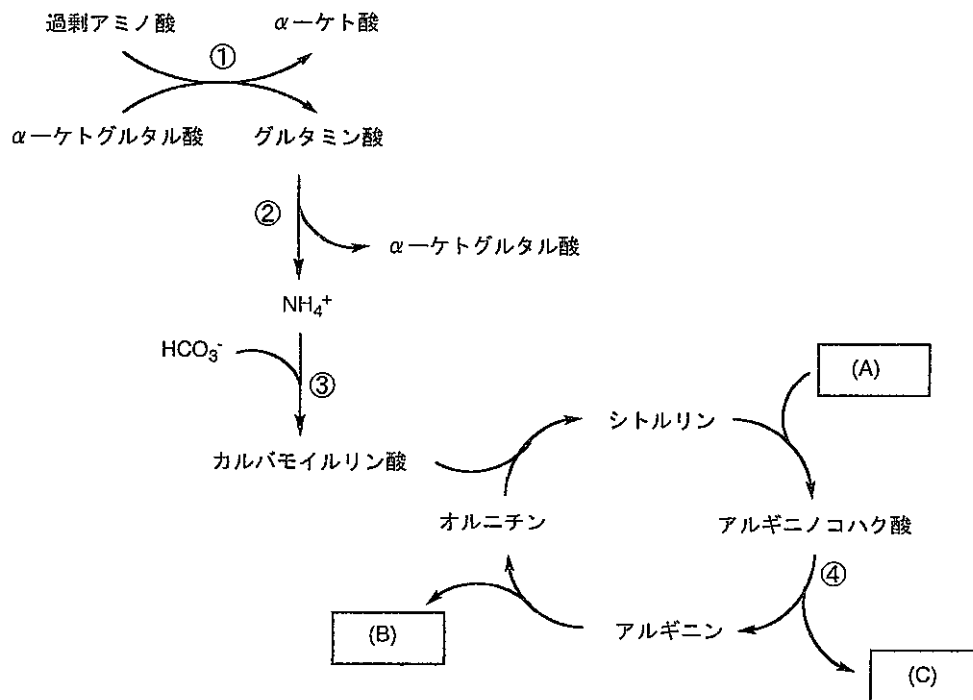 過剰アミノ酸 α-ケト酸
①
α-ケトグルタル酸 グルタミン酸
②
α-ケトグルタル酸
NH₄⁺
HCO₃⁻
③
(A)
シトルリン
カルバモイルリン酸
オルニチン アルギニノコハク酸
④
(B) アルギニン
(C)